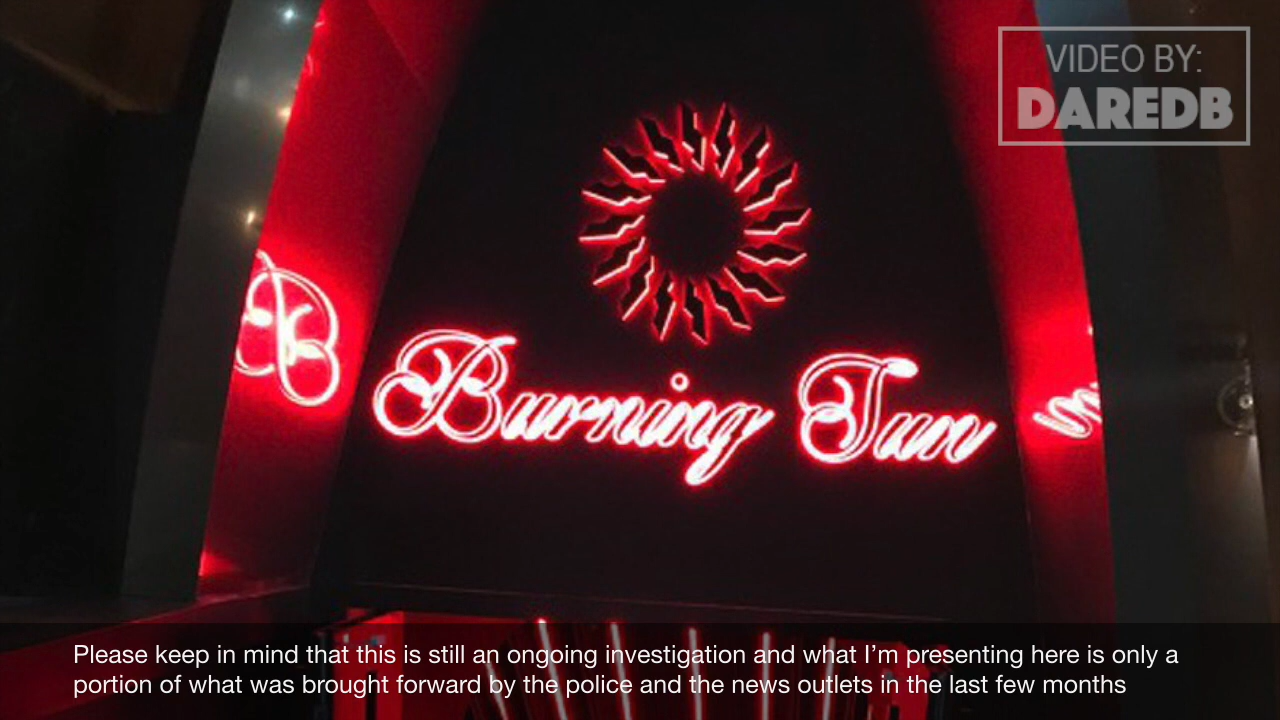 VIDEO BY:
DAREDB
B
Burning Sun
Please keep in mind that this is still an ongoing investigation and what I'm presenting here is only a
portion of what was brought forward by the police and the news outlets in the last few months